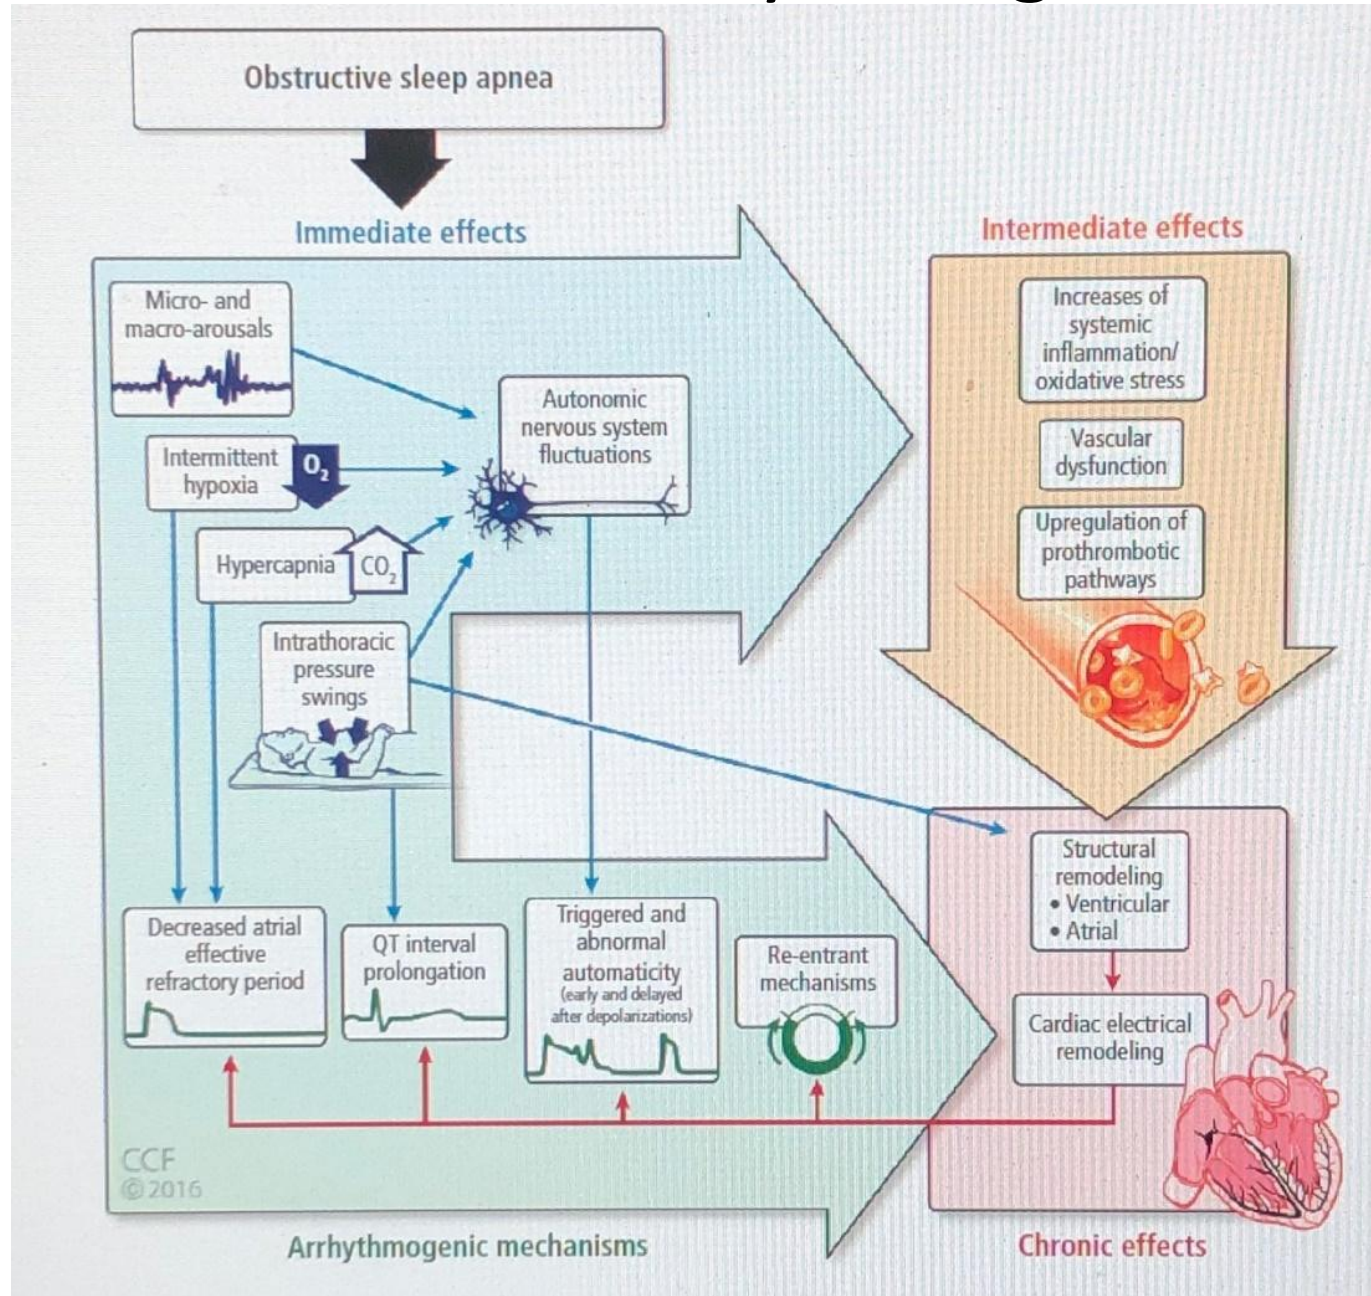 Obstructive sleep apnea
Immediate effects
Micro- and
macro-arousals
Intermittent
hypoxia
O₂
Hypercapnia
CO₂
Intrathoracic
pressure
swings
Autonomic
nervous system
fluctuations
Intermediate effects
Increases of
systemic
inflammation/
oxidative stress
Vascular
dysfunction
Upregulation of
prothrombotic
pathways
Decreased atrial
effective
refractory period
QT interval
prolongation
Triggered and
abnormal
automaticity
(early and delayed
after depolarizations)
Re-entrant
mechanisms
Structural
remodeling
• Ventricular
• Atrial
Cardiac electrical
remodeling
CCF
©2016
Arrhythmogenic mechanisms
Chronic effects